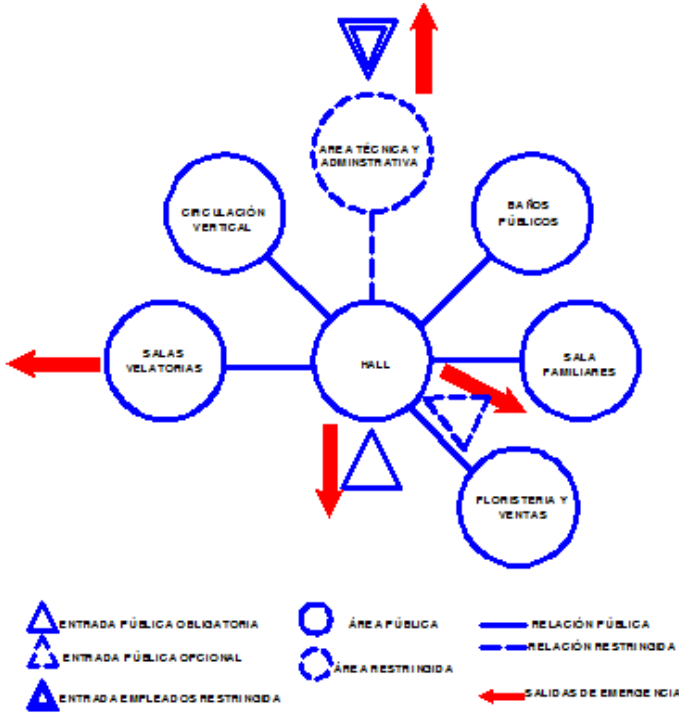 AREA TÉCNICA Y
ADMINSTRATIVA
CIRCULACIÓN
VERTICAL
BAÑOS
PÚBLICOS
SALAS
VELATORIAS
HALL
SALA
FAMILIARES
FLORISTERIA Y
VENTAS
ENTRADA PÚBLICA OBLIGATORIA
ÁREA PÚBLICA
RELACIÓN PÚBLICA
RELACIÓN RESTRINGIDA
ENTRADA PÚBLICA OPCIONAL
ÁREA RESTRINGIDA
ENTRADA EMPLEADOS RESTRINGIDA
SALIDAS DE EMERGENCIA